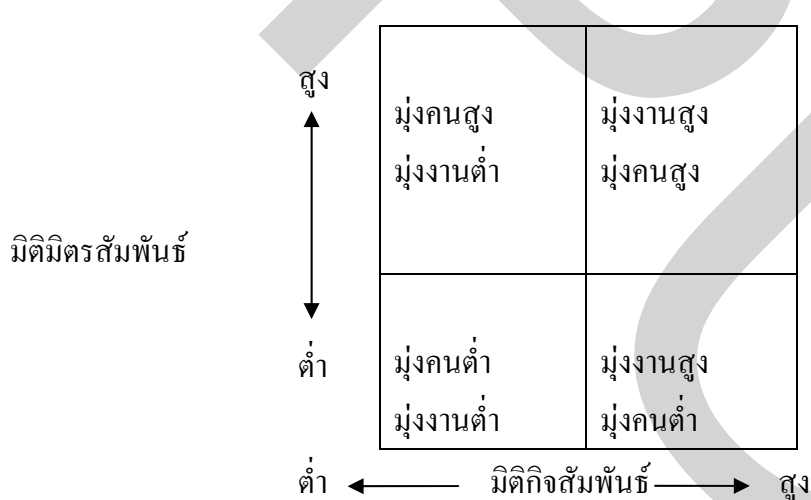 สูง
มุ่งคนสูง
มุ่งงานต่ำ
มุ่งงานสูง
มุ่งคนสูง
มิติมิตรสัมพันธ์
ต่ำ
มุ่งคนต่ำ
มุ่งงานต่ำ
มุ่งงานสูง
มุ่งคนต่ำ
ต่ำ มิติกิจสัมพันธ์ สูง